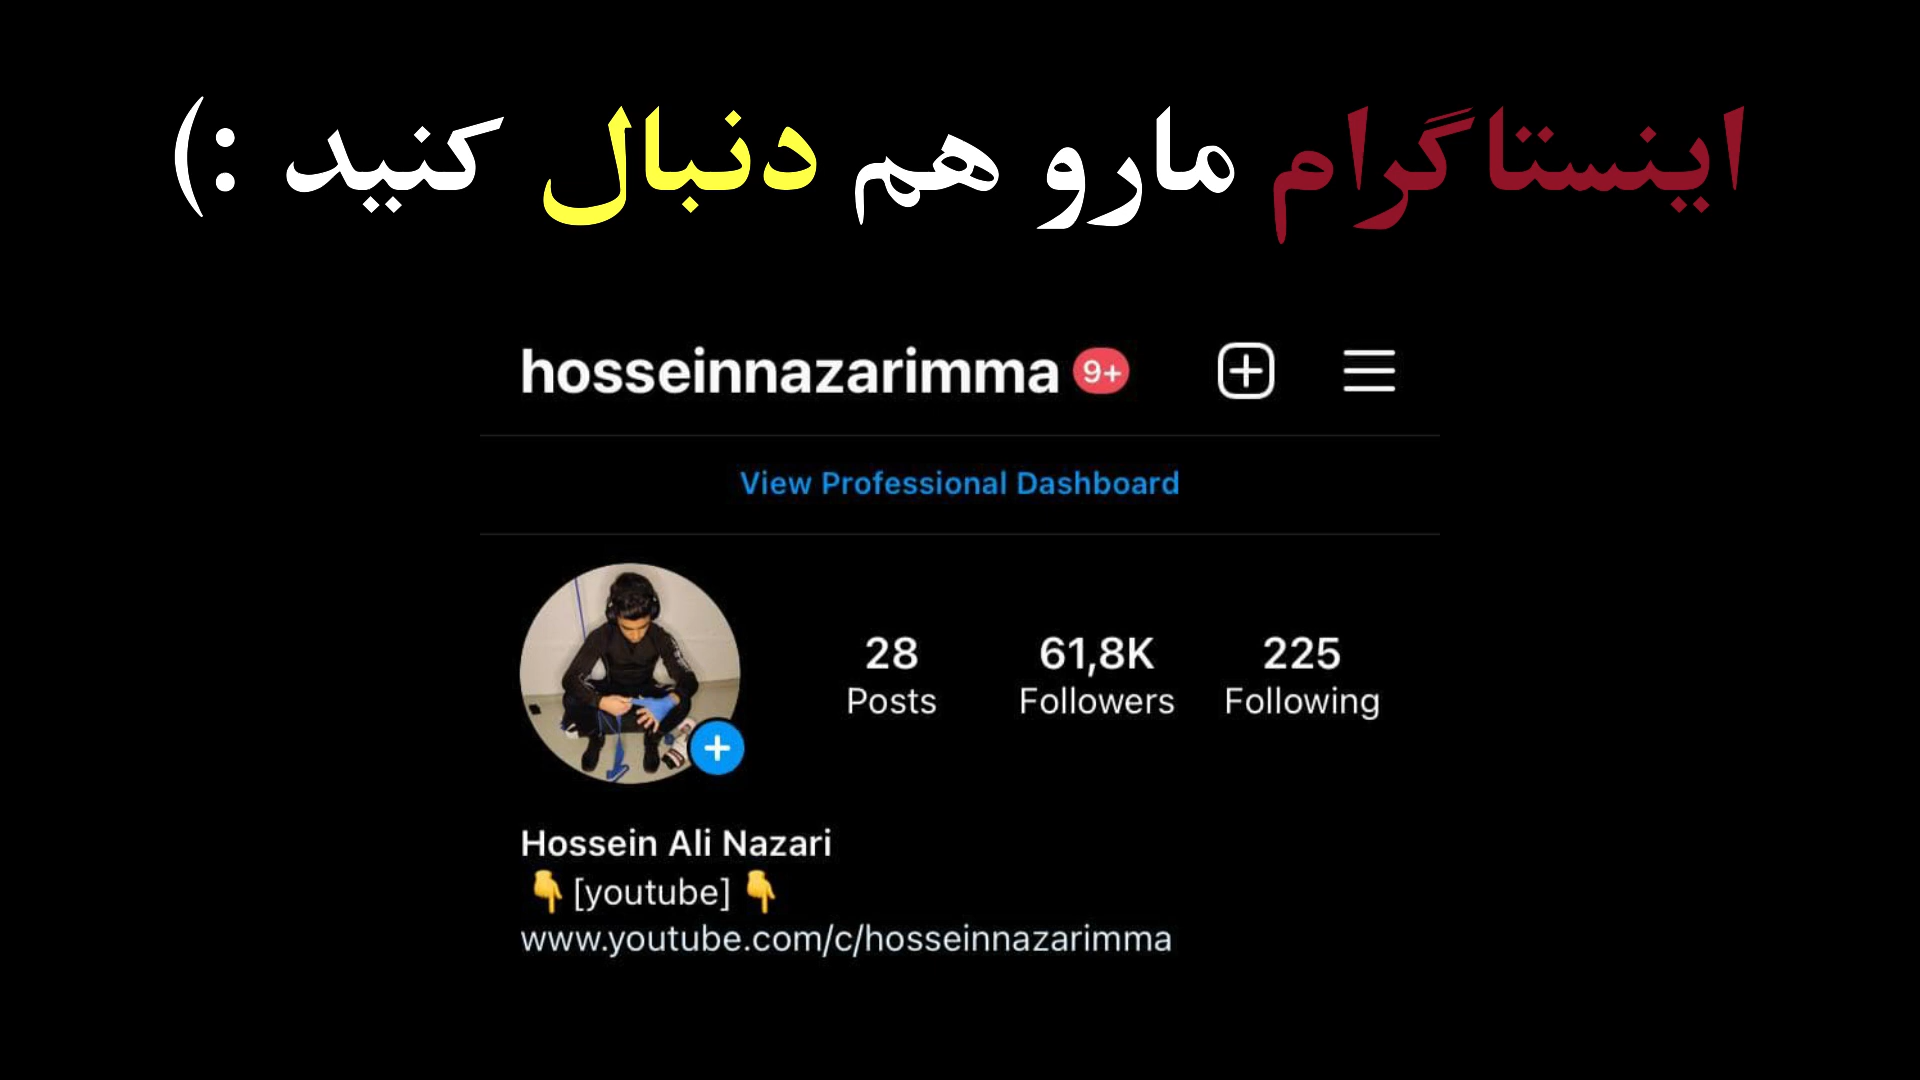 اینستاگرام مارو هم دنبال کنید :)
hosseinnazarimma 9+
View Professional Dashboard
28 61,8K 225
Posts Followers Following
Hossein Ali Nazari
👇[youtube]👇
www.youtube.com/c/hosseinnazarimma